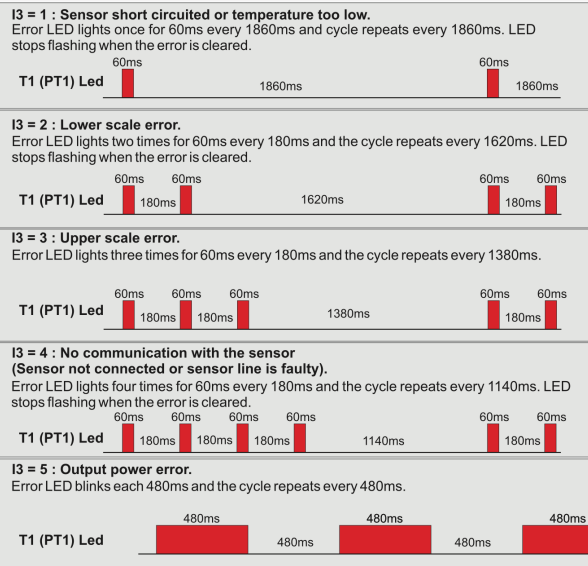 I3 = 1 : Sensor short circuited or temperature too low.
Error LED lights once for 60ms every 1860ms and cycle repeats every 1860ms. LED
stops flashing when the error is cleared.
60ms 60ms
T1 (PT1) Led 1860ms 1860ms
I3 = 2 : Lower scale error.
Error LED lights two times for 60ms every 180ms and the cycle repeats every 1620ms. LED
stops flashing when the error is cleared.
60ms 60ms 60ms 60ms
T1 (PT1) Led 180ms 1620ms 180ms
I3 = 3 : Upper scale error.
Error LED lights three times for 60ms every 180ms and the cycle repeats every 1380ms.
60ms 60ms 60ms 60ms 60ms
T1 (PT1) Led 180ms 180ms 1380ms 180ms
I3 = 4 : No communication with the sensor
(Sensor not connected or sensor line is faulty).
Error LED lights four times for 60ms every 180ms and the cycle repeats every 1140ms. LED
stops flashing when the error is cleared.
60ms 60ms 60ms 60ms 60ms 60ms
T1 (PT1) Led 180ms 180ms 180ms 1140ms 180ms
I3 = 5 : Output power error.
Error LED blinks each 480ms and the cycle repeats every 480ms.
480ms 480ms 480ms
T1 (PT1) Led 480ms 480ms